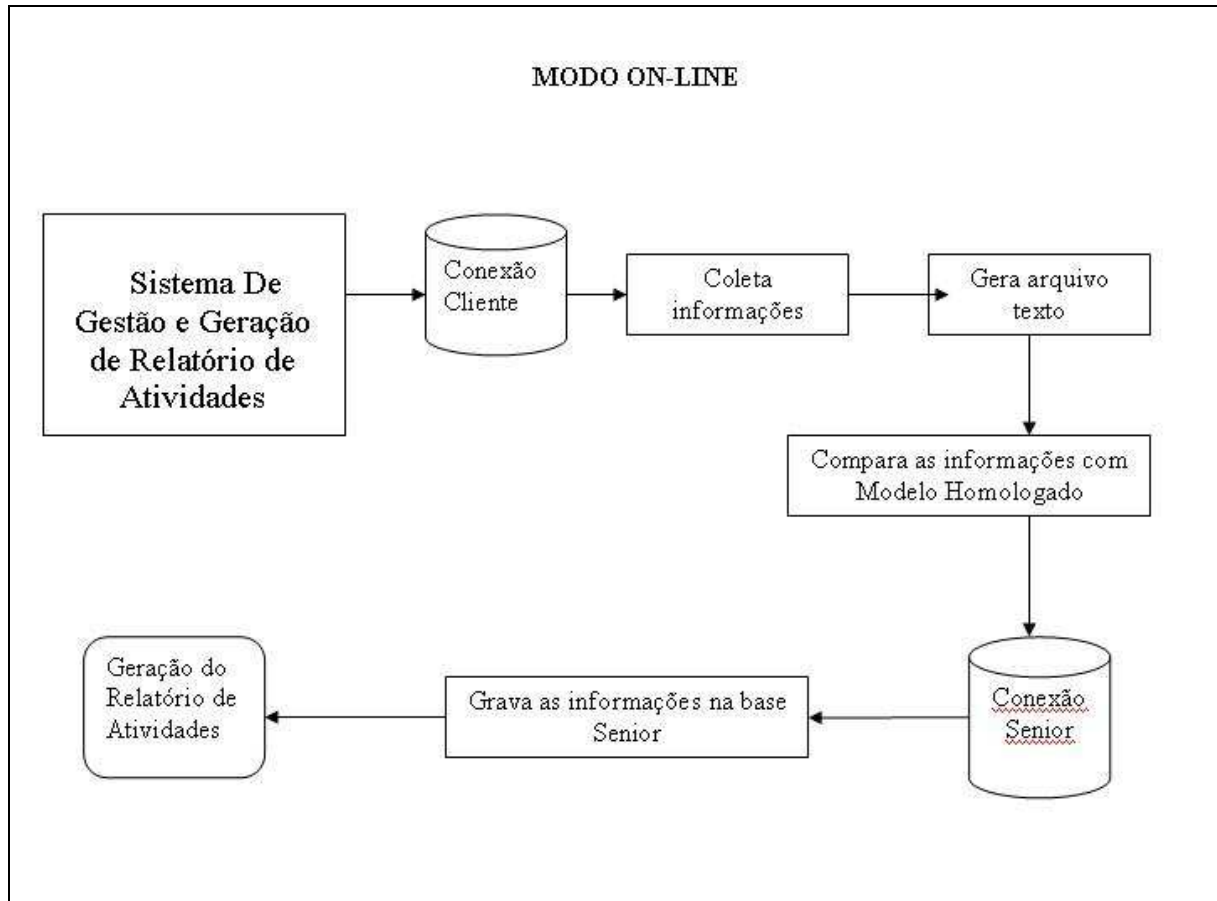 MODO ON-LINE
Sistema De
Gestão e Geração
de Relatório de
Atividades
Conexão
Cliente
Coleta
informações
Gera arquivo
texto
Compara as informações com
Modelo Homologado
Conexão
Senior
Grava as informações na base
Senior
Geração do
Relatório de
Atividades